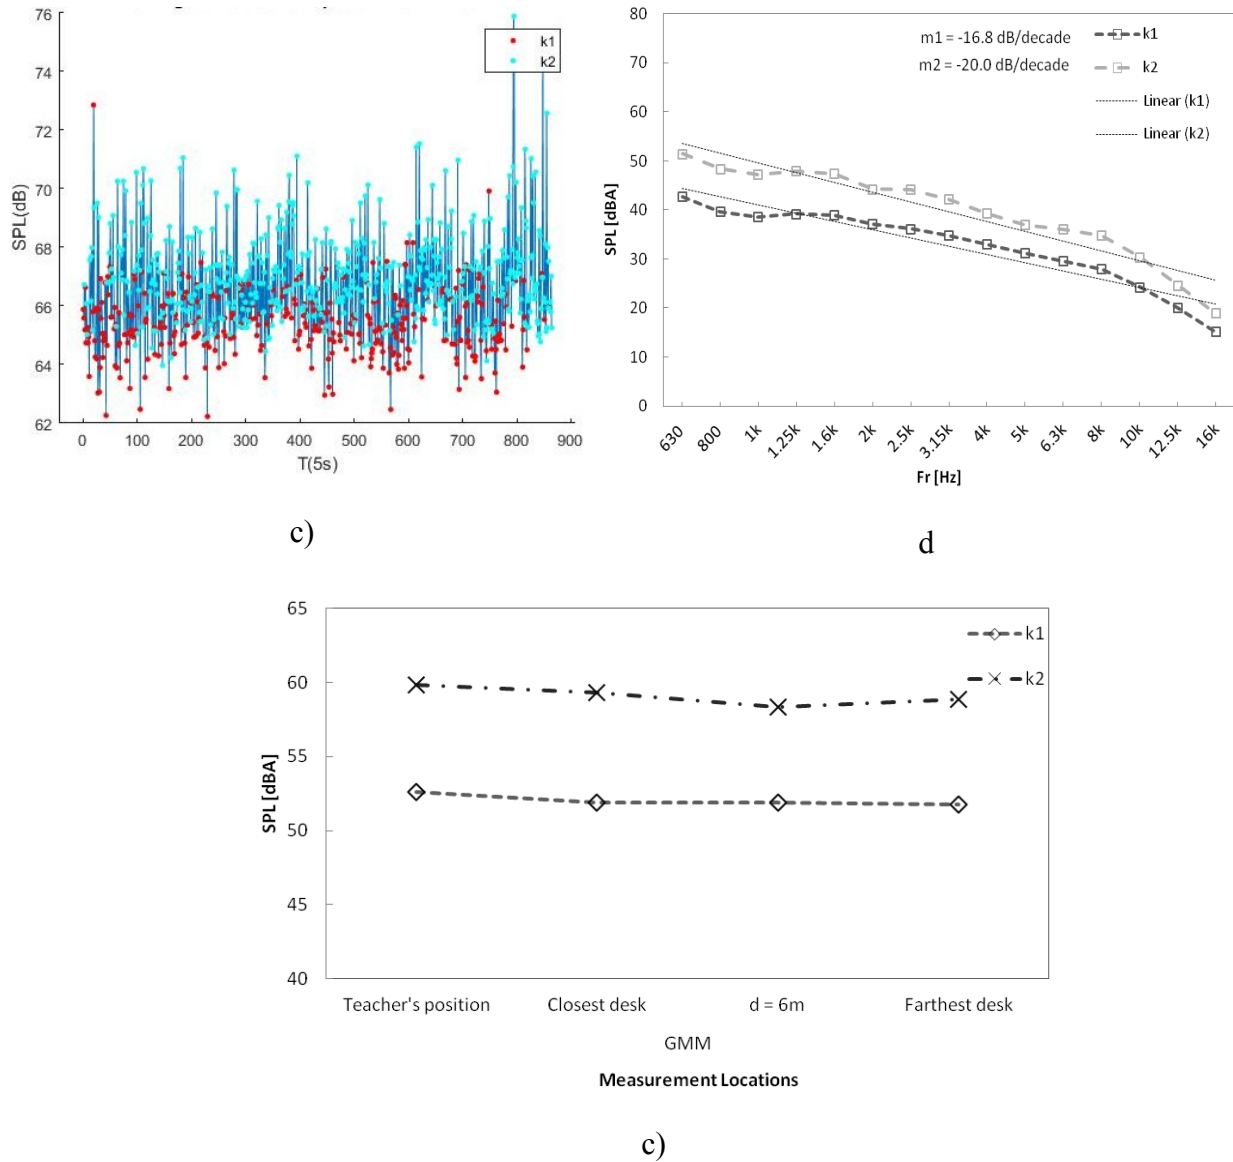 76
74
72
70
68
66
64
62
SPL(dB)
k1
k2
0 100 200 300 400 500 600 700 800 900
T(5s)
c)
80
70
60
50
40
30
20
10
0
SPL [dBA]
m1 = -16.8 dB/decade
m2 = -20.0 dB/decade
k1
k2
Linear (k1)
Linear (k2)
630 800 1k 1.25k 1.6k 2k 2.5k 3.15k 4k 5k 6.3k 8k 10k 12.5k 16k
Fr [Hz]
d
65
60
55
50
45
40
SPL [dBA]
k1
k2
Teacher's position Closest desk d = 6m Farthest desk
GMM
Measurement Locations
c)